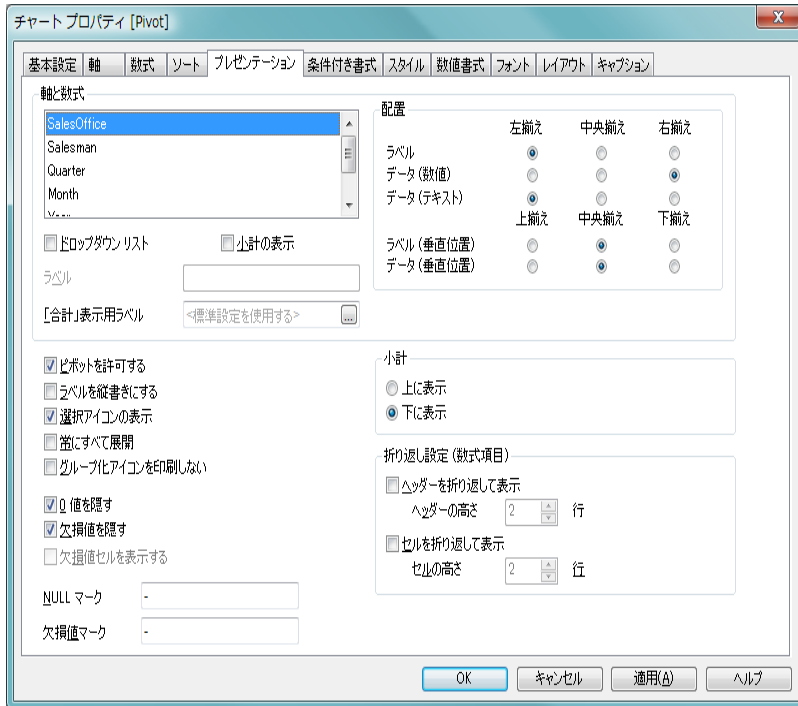 チャート プロパティ [Pivot]
基本設定 軸 数式 ソート プレゼンテーション 条件付き書式 スタイル 数値書式 フォント レイアウト キャプション
軸と数式
SalesOffice
Salesman
Quarter
Month
Year
ドロップダウン リスト 小計の表示
ラベル
「合計」表示用ラベル <標準設定を使用する> ...
配置
左揃え 中央揃え 右揃え
ラベル
データ(数値)
データ(テキスト)
上揃え 中央揃え 下揃え
ラベル(垂直位置)
データ(垂直位置)
ピボットを許可する
ラベルを縦書きにする
選択アイコンの表示
常にすべて展開
グループ化アイコンを印刷しない
0 値を隠す
欠損値を隠す
欠損値セルを表示する
NULL マーク -
欠損値マーク -
小計
上に表示
下に表示
折り返し設定(数式項目)
ヘッダーを折り返して表示
ヘッダーの高さ 2 行
セルを折り返して表示
セルの高さ 2 行
OK キャンセル 適用(A) ヘルプ